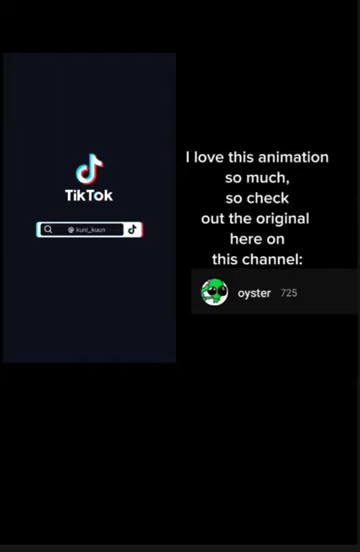 TikTok
@ kuni_kuun
I love this animation
so much,
so check
out the original
here on
this channel:
oyster 725